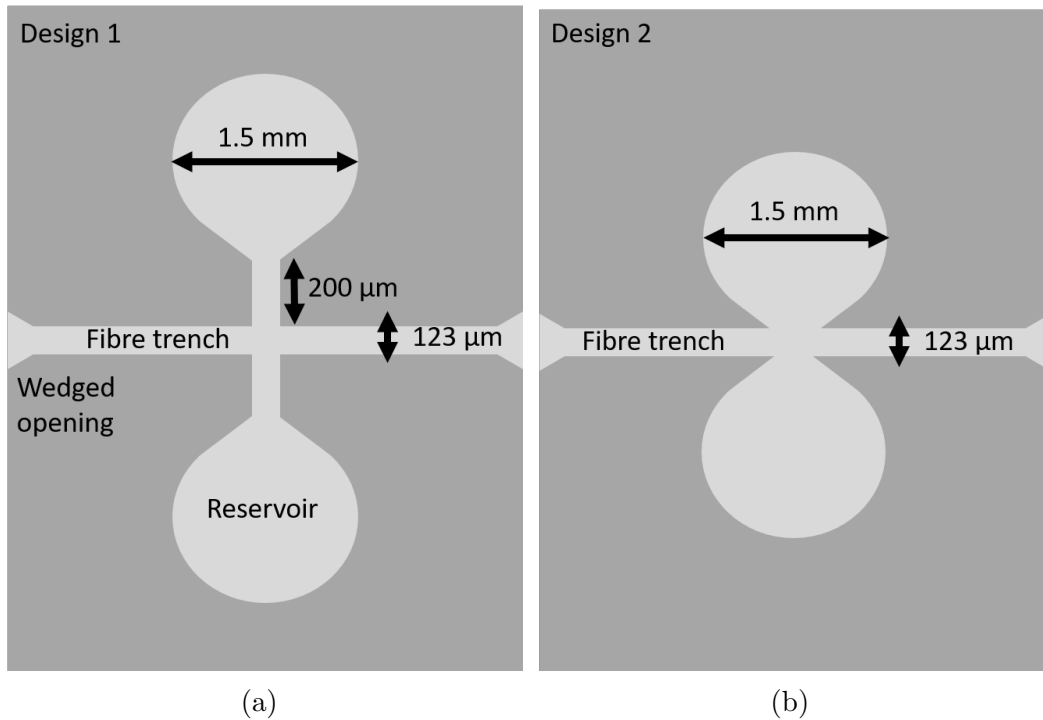 Design 1
1.5 mm
200 μm
Fibre trench
123 μm
Wedged
opening
Reservoir
(a)
Design 2
1.5 mm
Fibre trench
123 μm
(b)